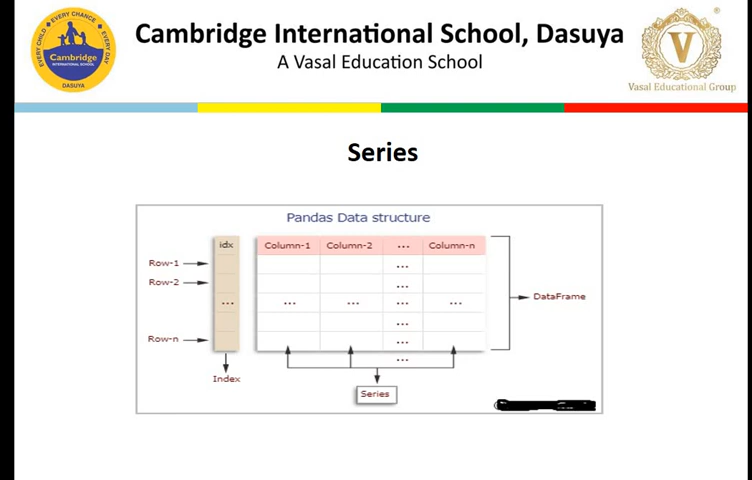 EVERY CHILD ★ EVERY CHANCE ★ EVERY DAY
Cambridge
INTERNATIONAL SCHOOL
DASUYA
Cambridge International School, Dasuya
A Vasal Education School
V
®
Vasal Educational Group
Series
Pandas Data structure
idx Column-1 Column-2 ... Column-n
Row-1 ...
Row-2 ...
... ... ... ... ...
DataFrame
...
Row-n ...
...
Index
Series